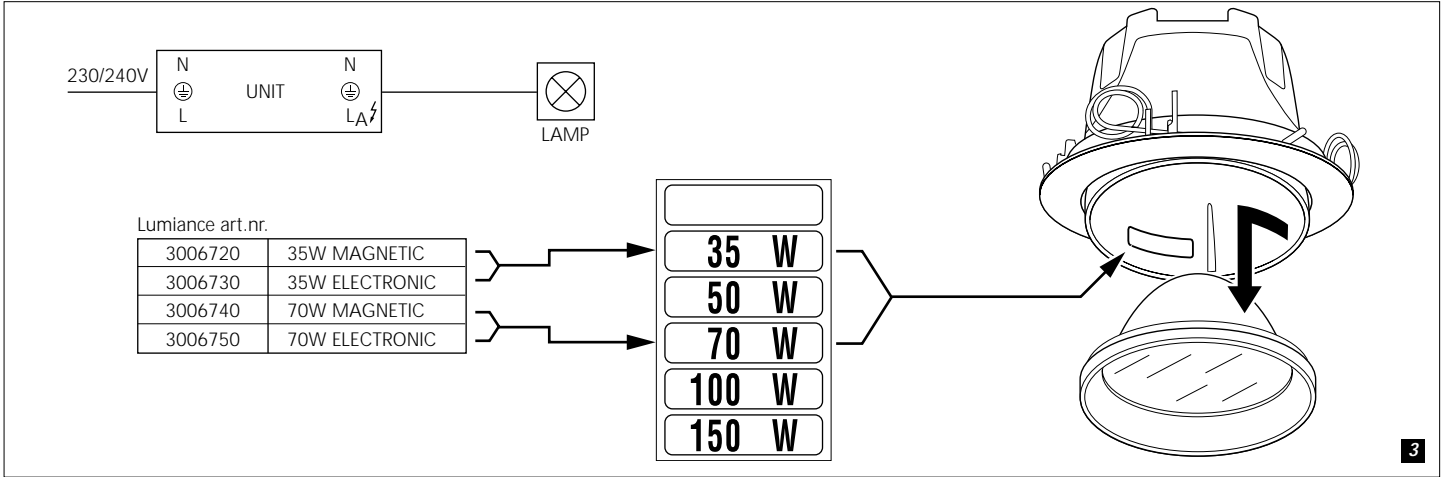 230/240V
N N
UNIT
L LA
LAMP
Lumiance art.nr.
3006720 35W MAGNETIC
3006730 35W ELECTRONIC
3006740 70W MAGNETIC
3006750 70W ELECTRONIC
35 W
50 W
70 W
100 W
150 W
3